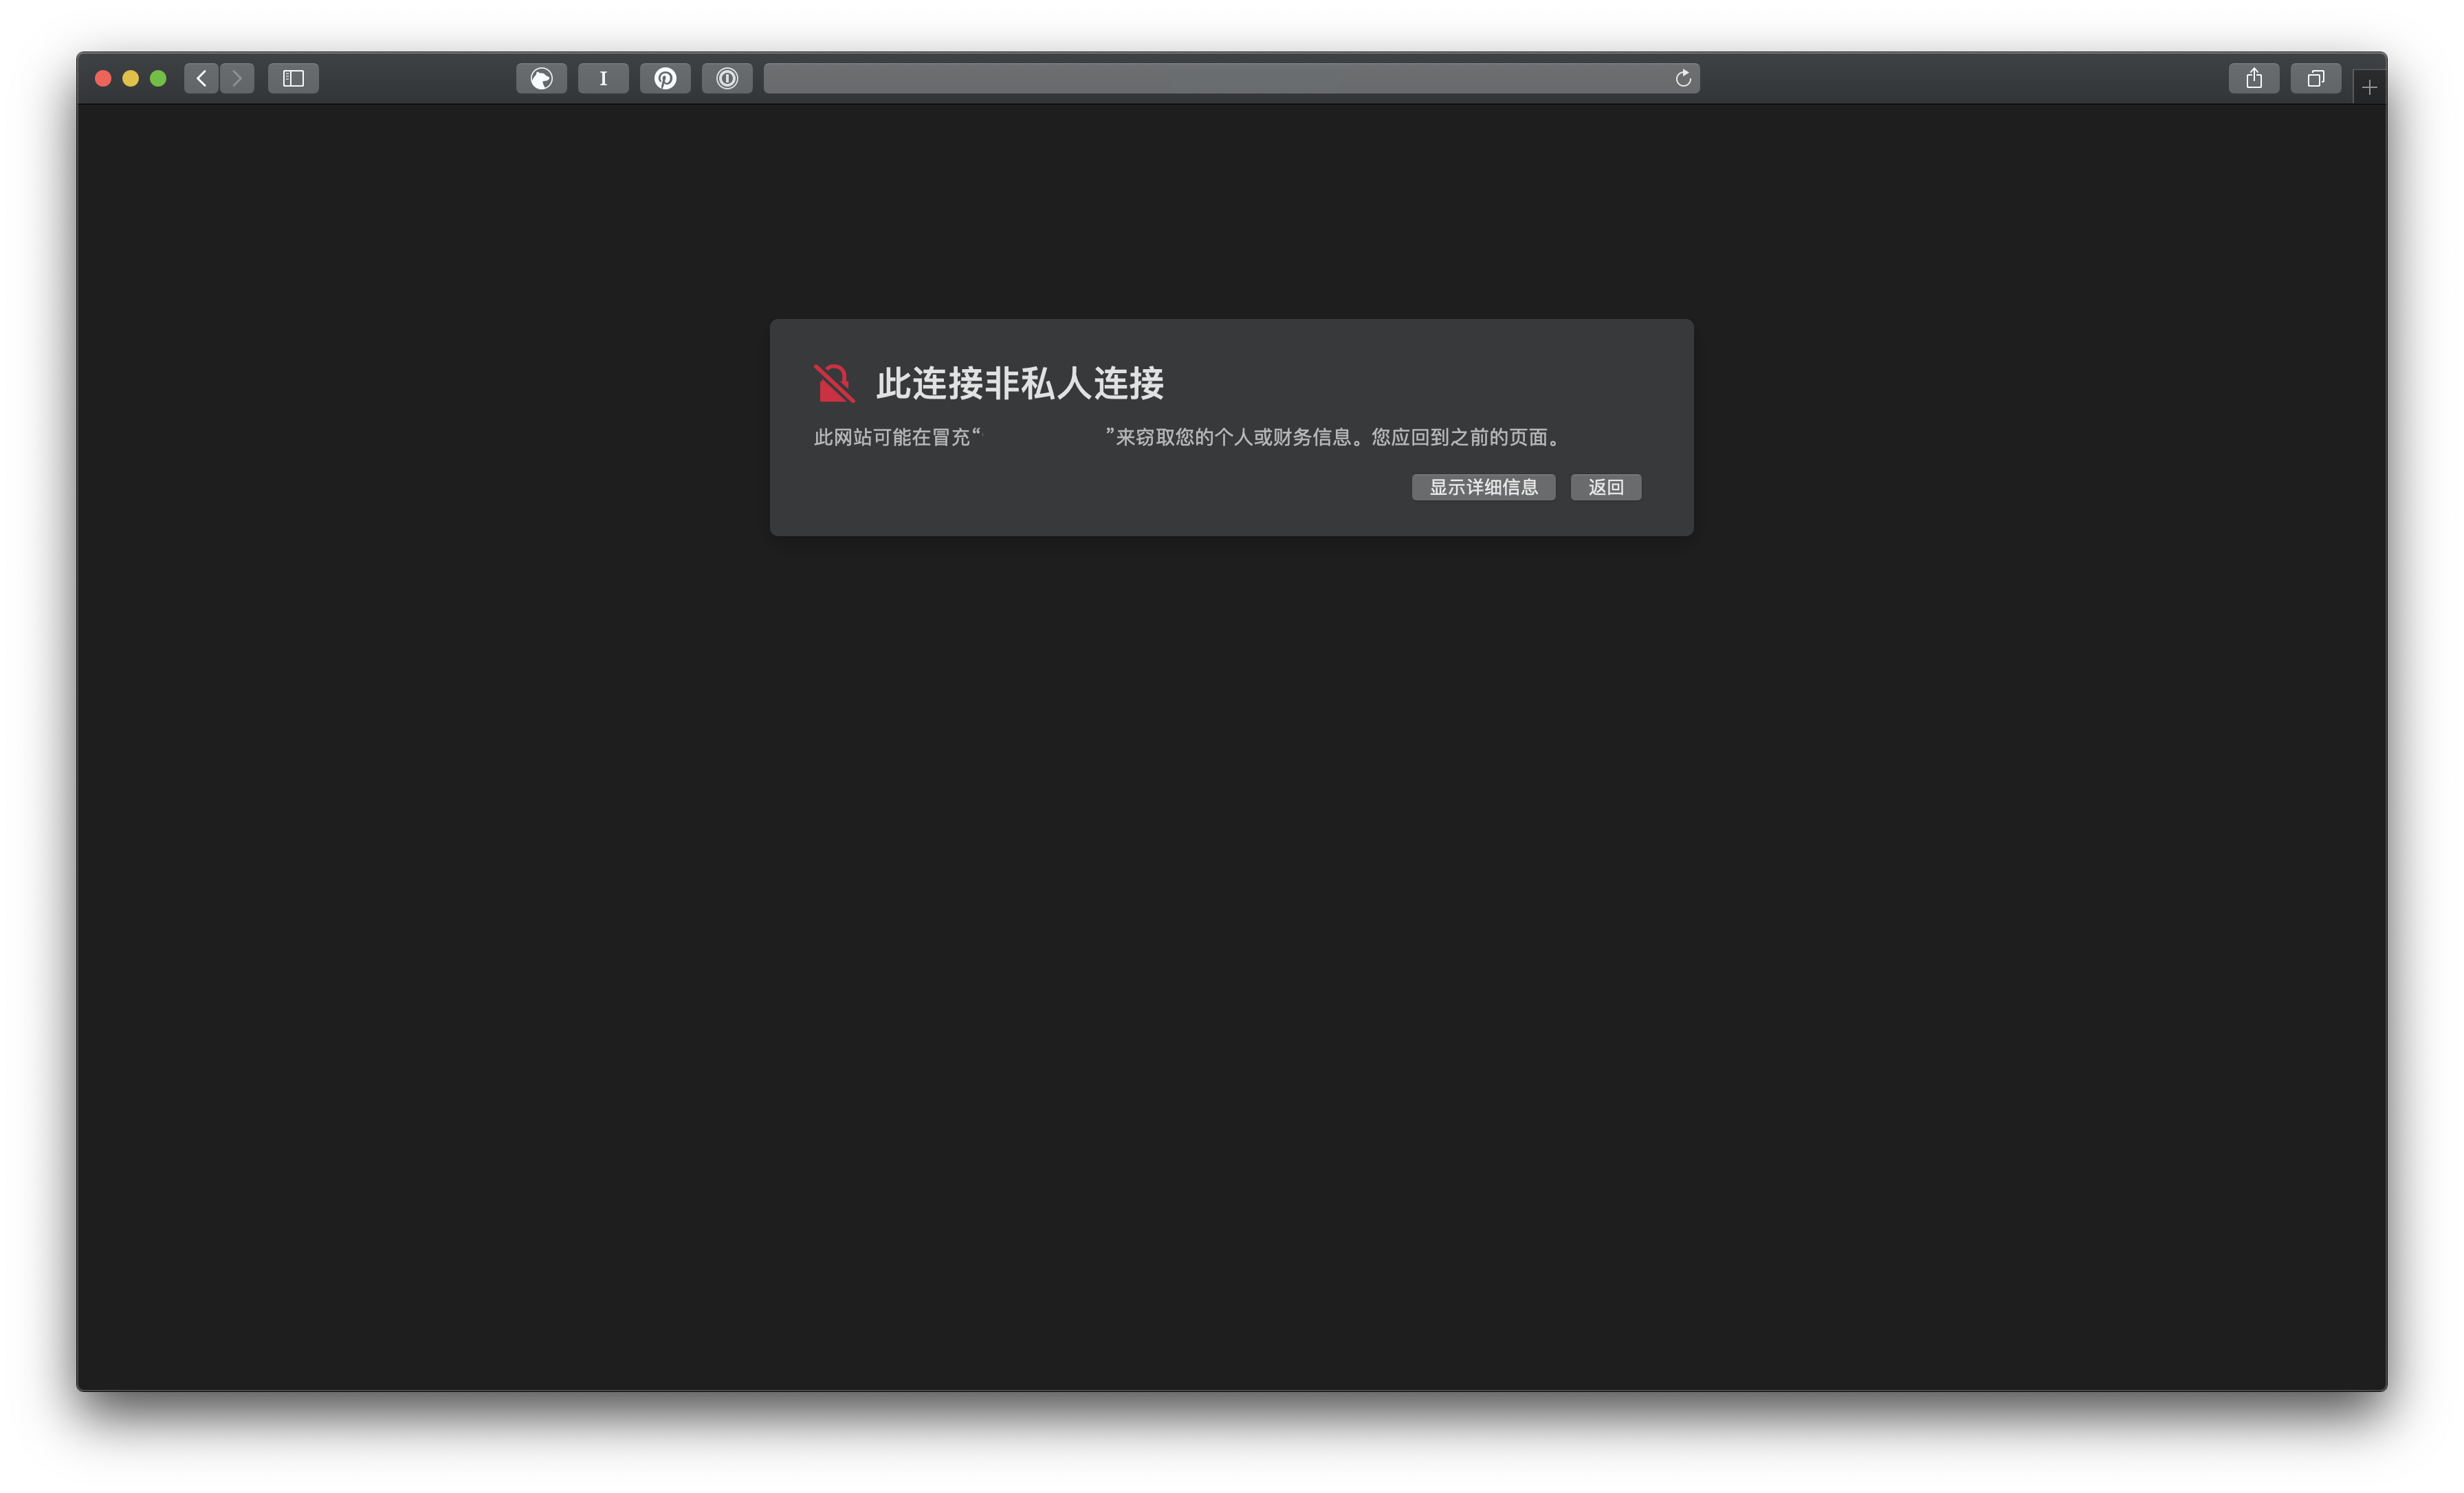 此连接非私人连接
此网站可能在冒充“ ”来窃取您的个人或财务信息。您应回到之前的页面。
显示详细信息 返回